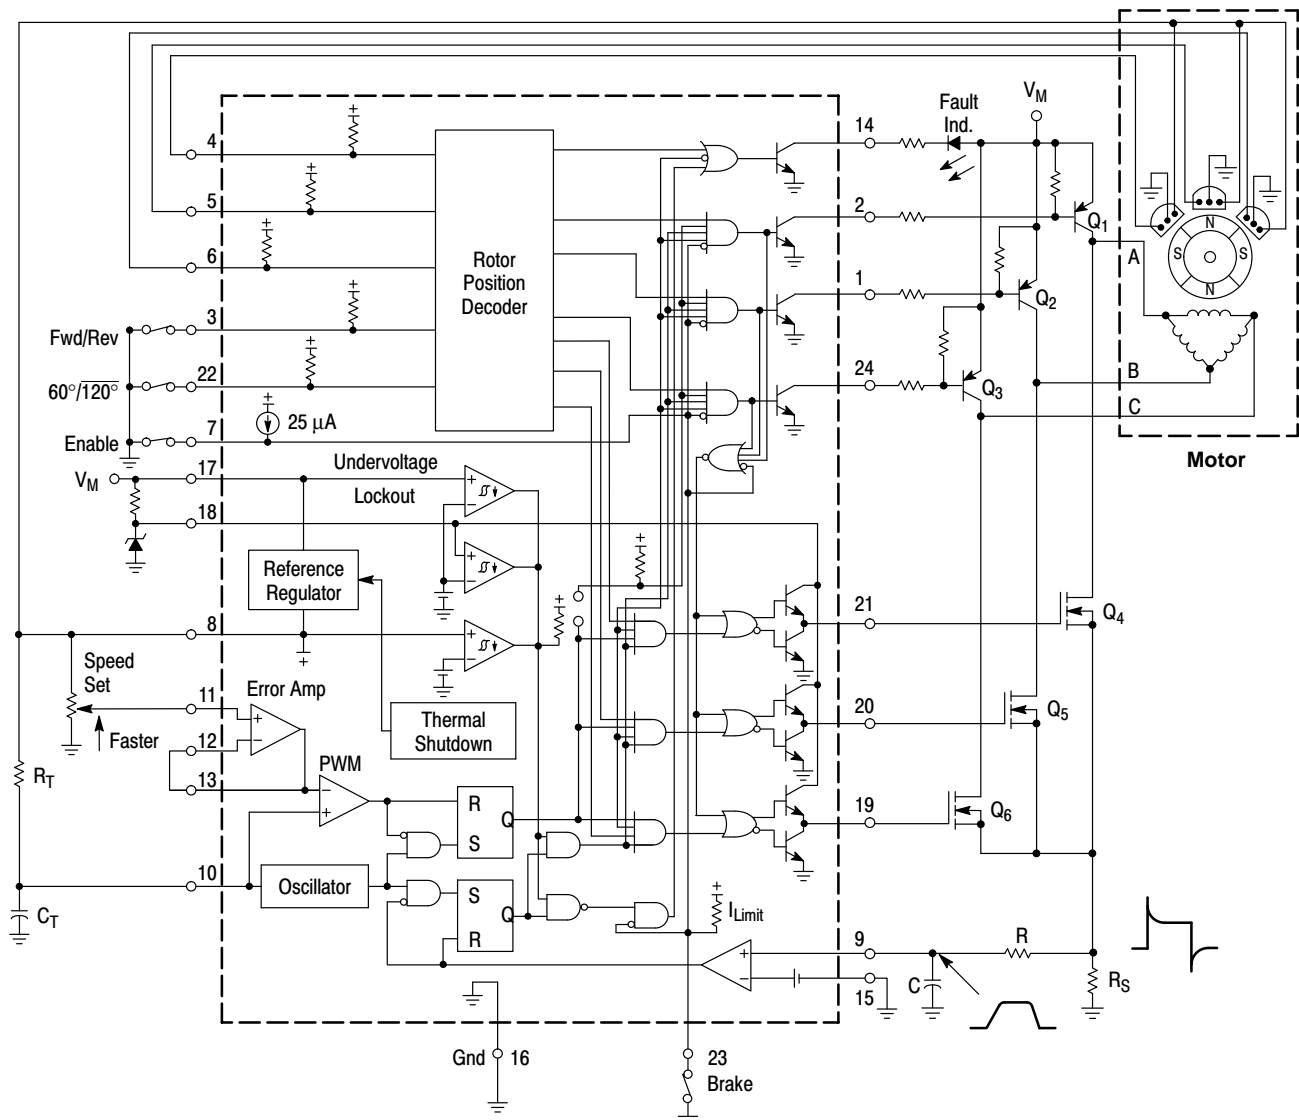 V_M
Fault
Ind.
14
4
2
5
Q₁
N
S
S
N
A
6
Rotor
Position
Decoder
1
Q₂
3
Fwd/Rev
22
60°/120°
24
Q₃
B
C
25 μA
7
Enable
Motor
17
V_M
Undervoltage
Lockout
18
Reference
Regulator
21
Q₄
8
Speed
Set
11
Error Amp
20
Q₅
Faster
12
Thermal
Shutdown
13
PWM
R_T
R
Q
S
19
Q₆
10
Oscillator
S
Q
R
C_T
I_Limit
9
R
C
15
R_S
Gnd
16
23
Brake